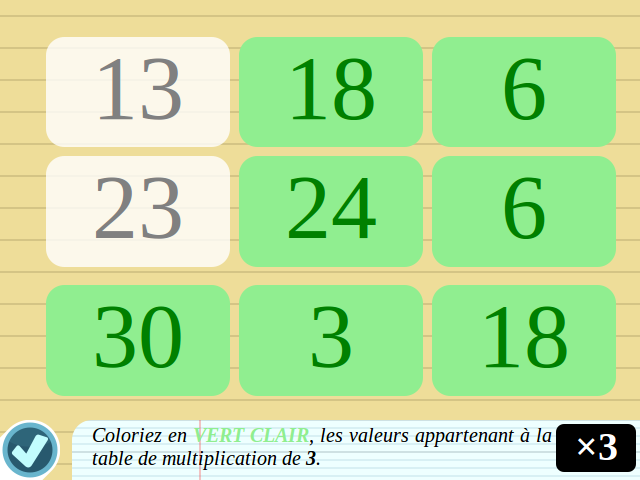 13 18 6
23 24 6
30 3 18
Coloriez en VERT CLAIR, les valeurs appartenant à la
table de multiplication de 3.
×3